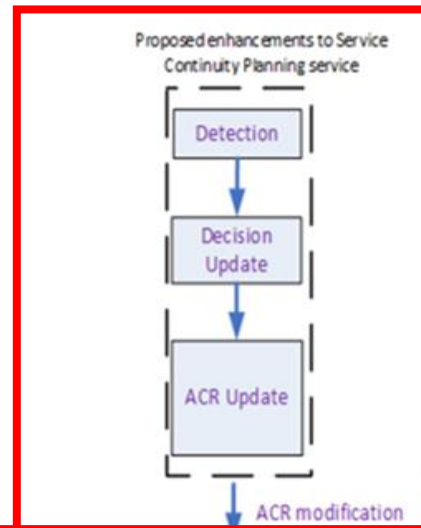 Proposed enhancements to Service
Continuity Planning service
Detection
Decision
Update
ACR Update
ACR modification